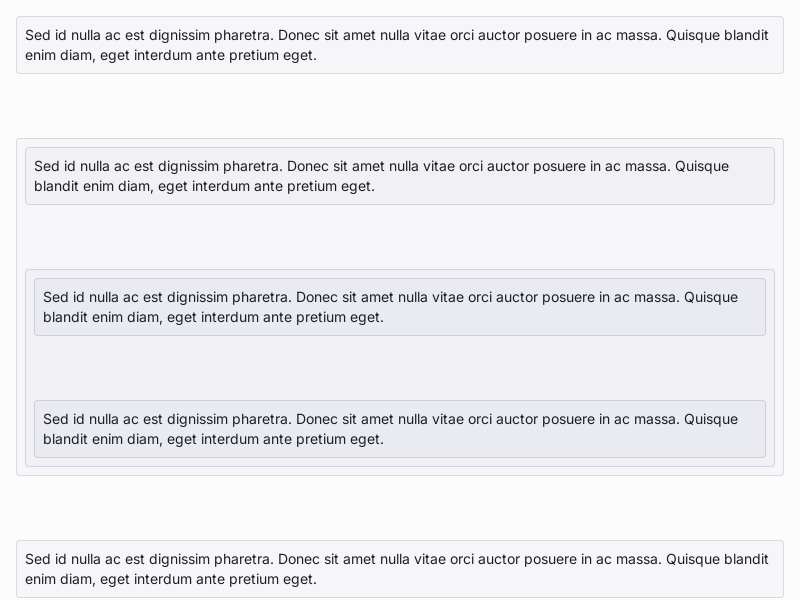 Sed id nulla ac est dignissim pharetra. Donec sit amet nulla vitae orci auctor posuere in ac massa. Quisque blandit
enim diam, eget interdum ante pretium eget.
Sed id nulla ac est dignissim pharetra. Donec sit amet nulla vitae orci auctor posuere in ac massa. Quisque
blandit enim diam, eget interdum ante pretium eget.
Sed id nulla ac est dignissim pharetra. Donec sit amet nulla vitae orci auctor posuere in ac massa. Quisque
blandit enim diam, eget interdum ante pretium eget.
Sed id nulla ac est dignissim pharetra. Donec sit amet nulla vitae orci auctor posuere in ac massa. Quisque
blandit enim diam, eget interdum ante pretium eget.
Sed id nulla ac est dignissim pharetra. Donec sit amet nulla vitae orci auctor posuere in ac massa. Quisque blandit
enim diam, eget interdum ante pretium eget.